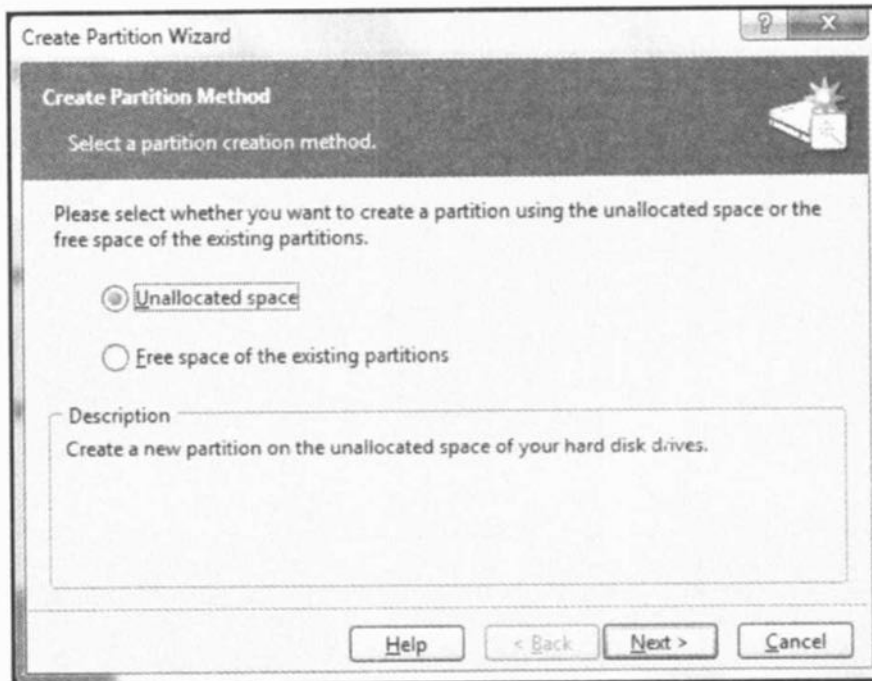 Create Partition Wizard
?
X
Create Partition Method
Select a partition creation method.
Please select whether you want to create a partition using the unallocated space or the
free space of the existing partitions.
Unallocated space
Free space of the existing partitions
Description
Create a new partition on the unallocated space of your hard disk drives.
Help
< Back
Next >
Cancel